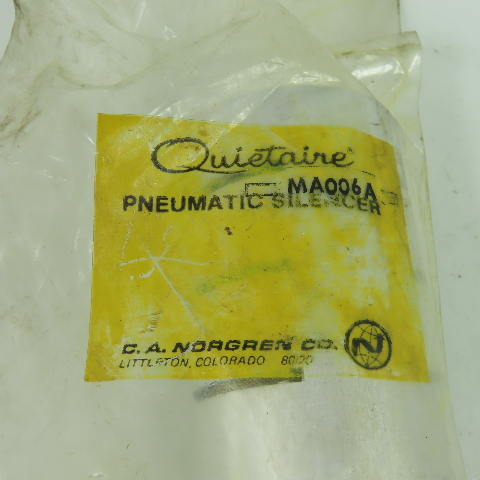 Quietaire®
MA006A
PNEUMATIC SILENCER
C. A. NORGREN CO.
LITTLETON, COLORADO 80120
N